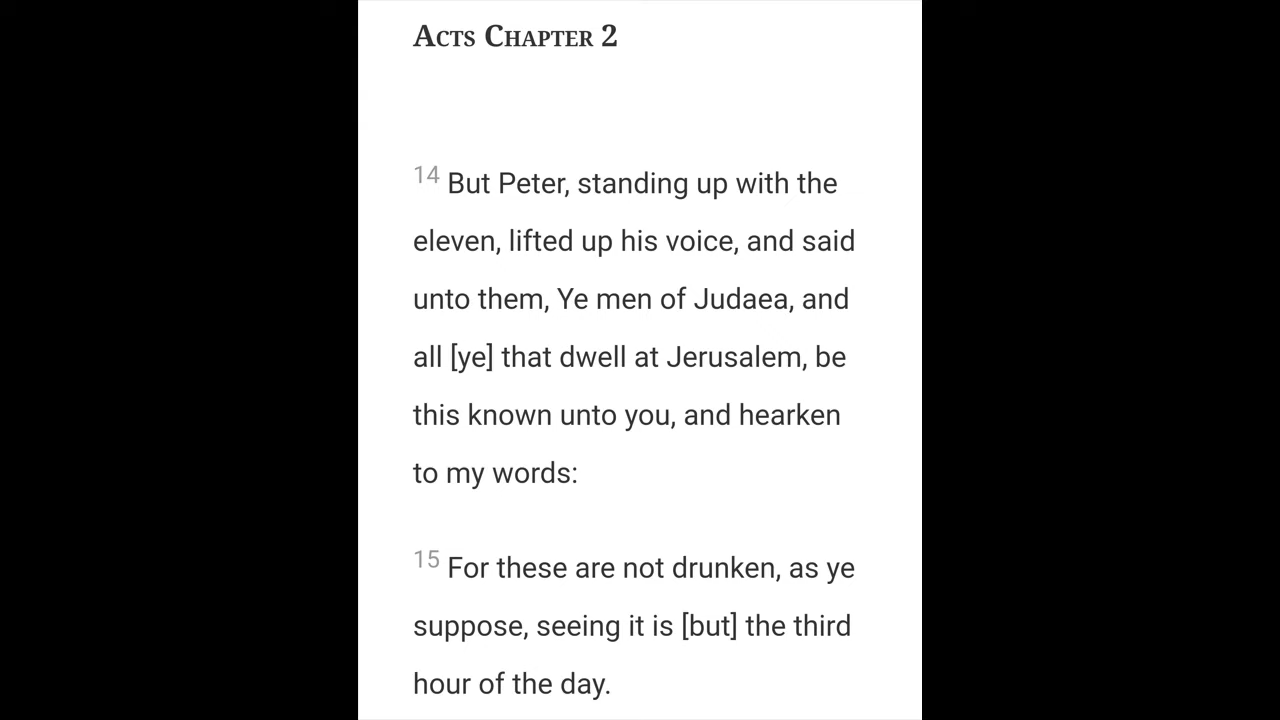 Acts Chapter 2
14 But Peter, standing up with the
eleven, lifted up his voice, and said
unto them, Ye men of Judaea, and
all [ye] that dwell at Jerusalem, be
this known unto you, and hearken
to my words:
15 For these are not drunken, as ye
suppose, seeing it is [but] the third
hour of the day.